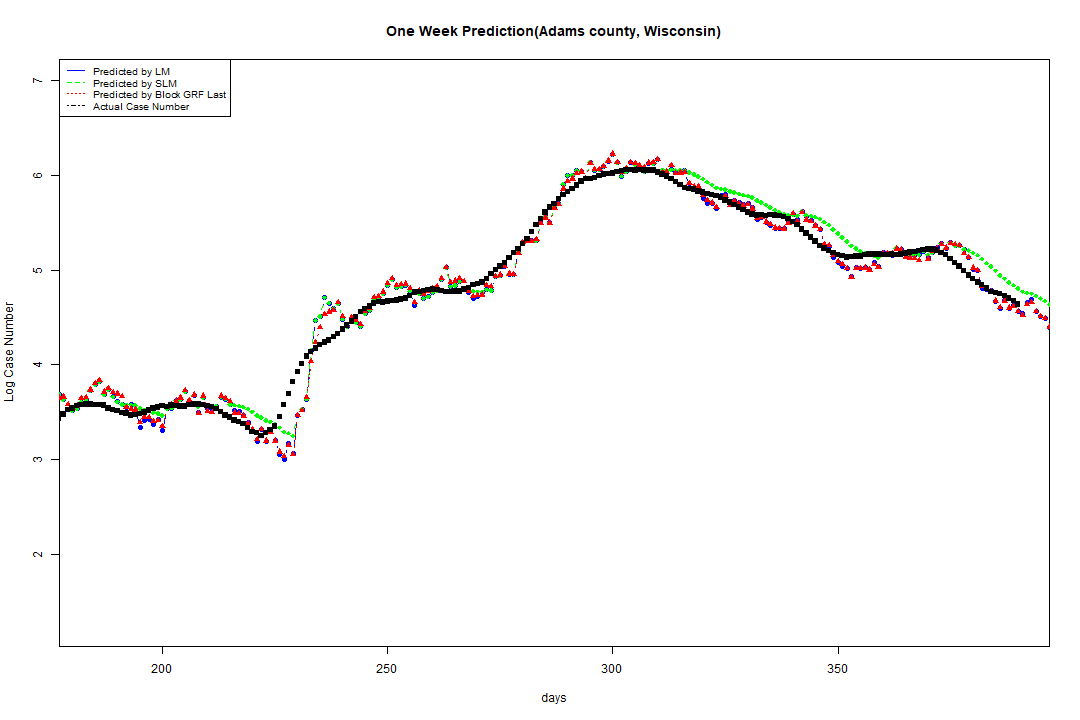 One Week Prediction(Adams county, Wisconsin)
Predicted by LM
Predicted by SLM
Predicted by Block GRF Last
Actual Case Number
7
6
5
4
3
2
Log Case Number
200 250 300 350
days